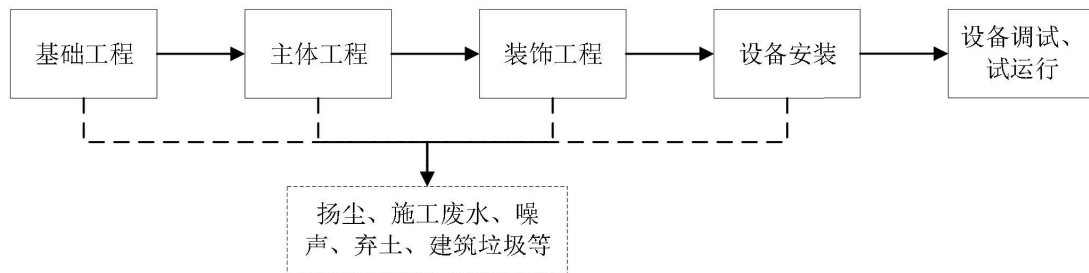 基础工程
主体工程
装饰工程
设备安装
设备调试、
试运行
扬尘、施工废水、噪
声、弃土、建筑垃圾等